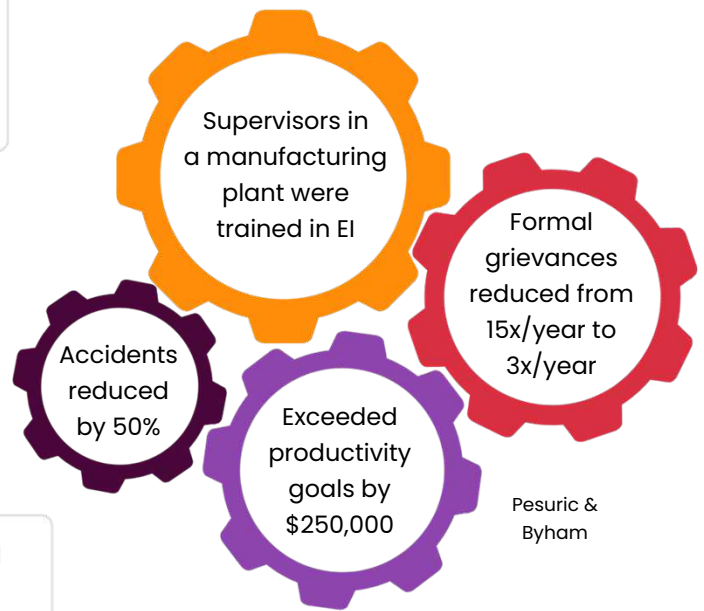 Supervisors in
a manufacturing
plant were
trained in EI
Formal
grievances
reduced from
15x/year to
3x/year
Accidents
reduced
by 50%
Exceeded
productivity
goals by
$250,000
Pesuric &
Byham